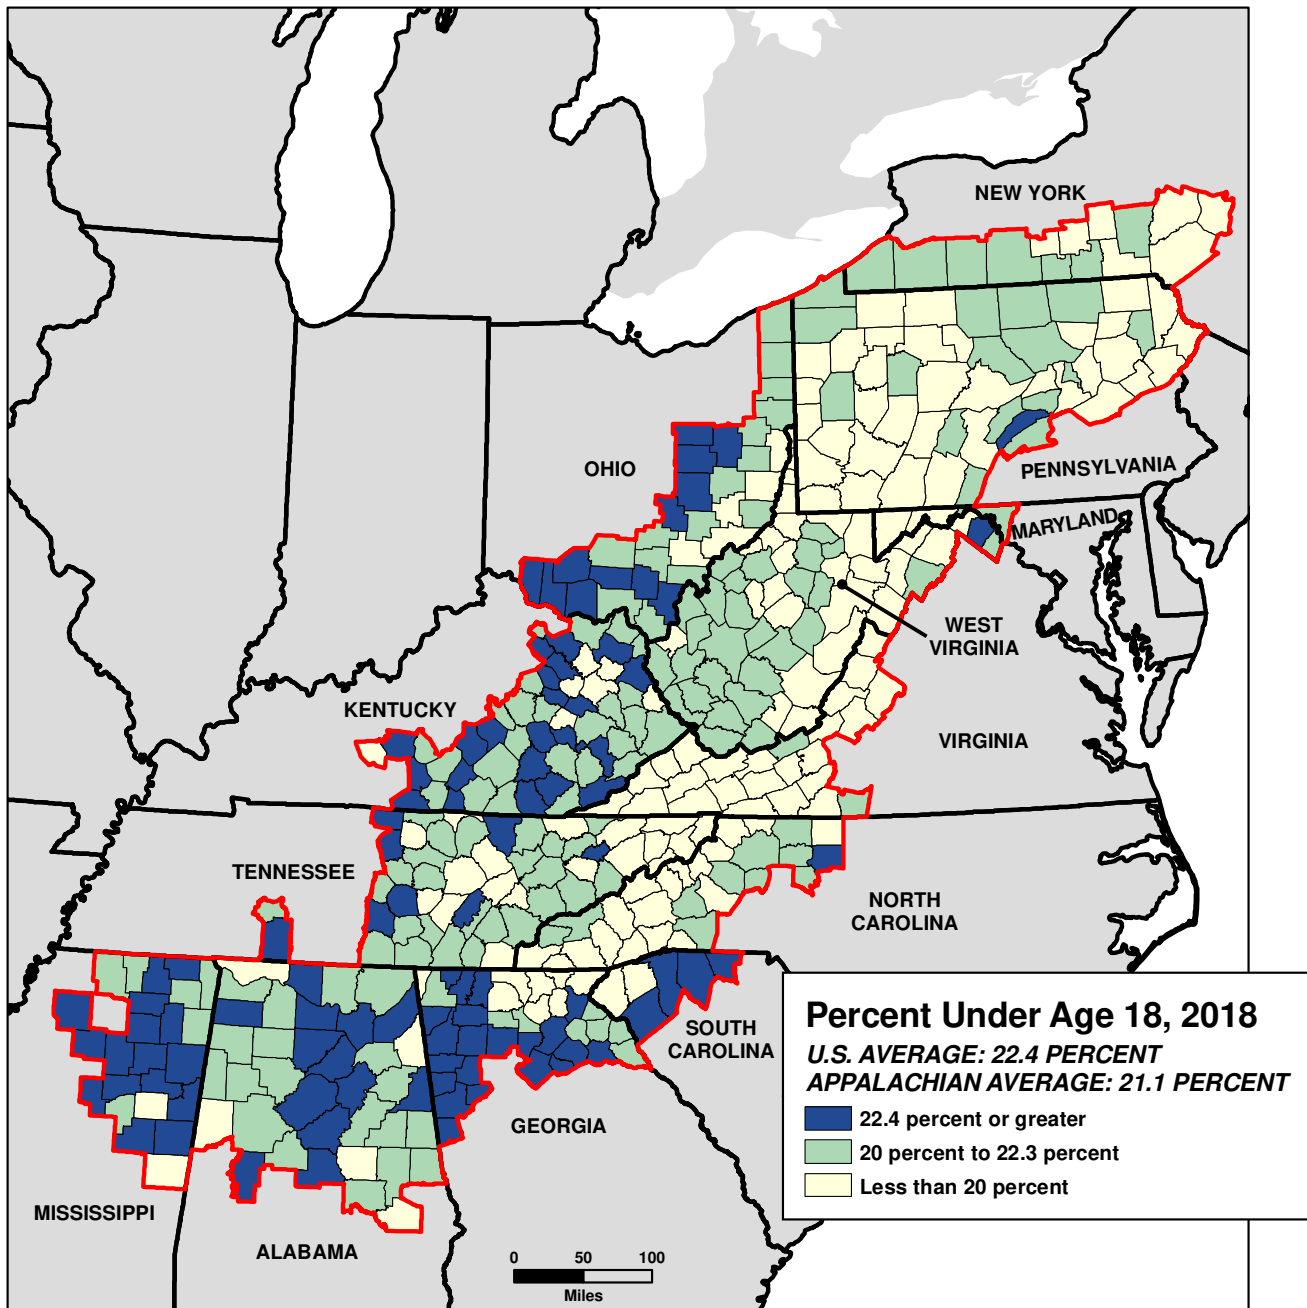 NEW YORK
OHIO
PENNSYLVANIA
MARYLAND
WEST
VIRGINIA
KENTUCKY
VIRGINIA
TENNESSEE
NORTH
CAROLINA
SOUTH
CAROLINA
GEORGIA
MISSISSIPPI
ALABAMA
Percent Under Age 18, 2018
U.S. AVERAGE: 22.4 PERCENT
APPALACHIAN AVERAGE: 21.1 PERCENT
22.4 percent or greater
20 percent to 22.3 percent
Less than 20 percent
0 50 100
Miles